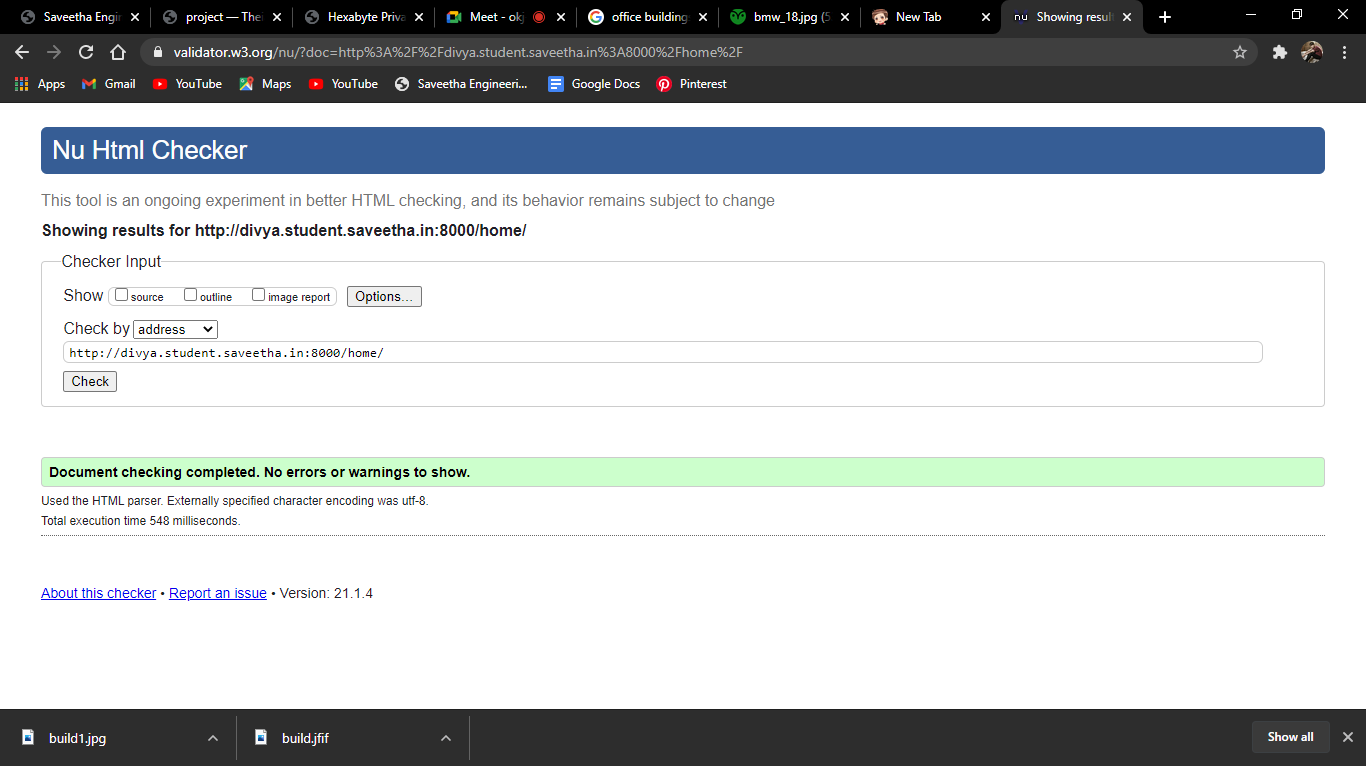 Saveetha Engin
project — The
Hexabyte Priva
Meet - ok
office building
bmw_18.jpg (5
New Tab
nu Showing result
validator.w3.org/nu/?doc=http%3A%2F%2Fdivya.student.saveetha.in%3A8000%2Fhome%2F
Apps Gmail YouTube Maps YouTube Saveetha Engineeri... Google Docs Pinterest
Nu Html Checker
This tool is an ongoing experiment in better HTML checking, and its behavior remains subject to change
Showing results for http://divya.student.saveetha.in:8000/home/
Checker Input
Show source outline image report Options...
Check by address
http://divya.student.saveetha.in:8000/home/
Check
Document checking completed. No errors or warnings to show.
Used the HTML parser. Externally specified character encoding was utf-8.
Total execution time 548 milliseconds.
About this checker • Report an issue • Version: 21.1.4
build1.jpg build.jfif Show all